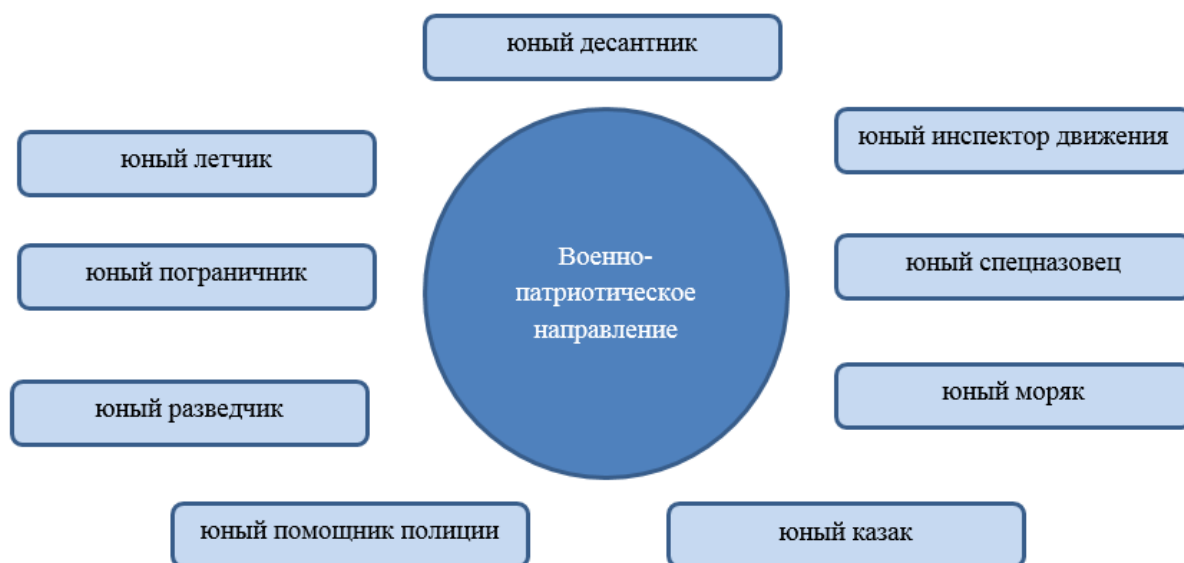 юный десантник
юный летчик
юный инспектор движения
юный пограничник
юный спецназовец
Военно-
патриотическое
направление
юный разведчик
юный моряк
юный помощник полиции
юный казак